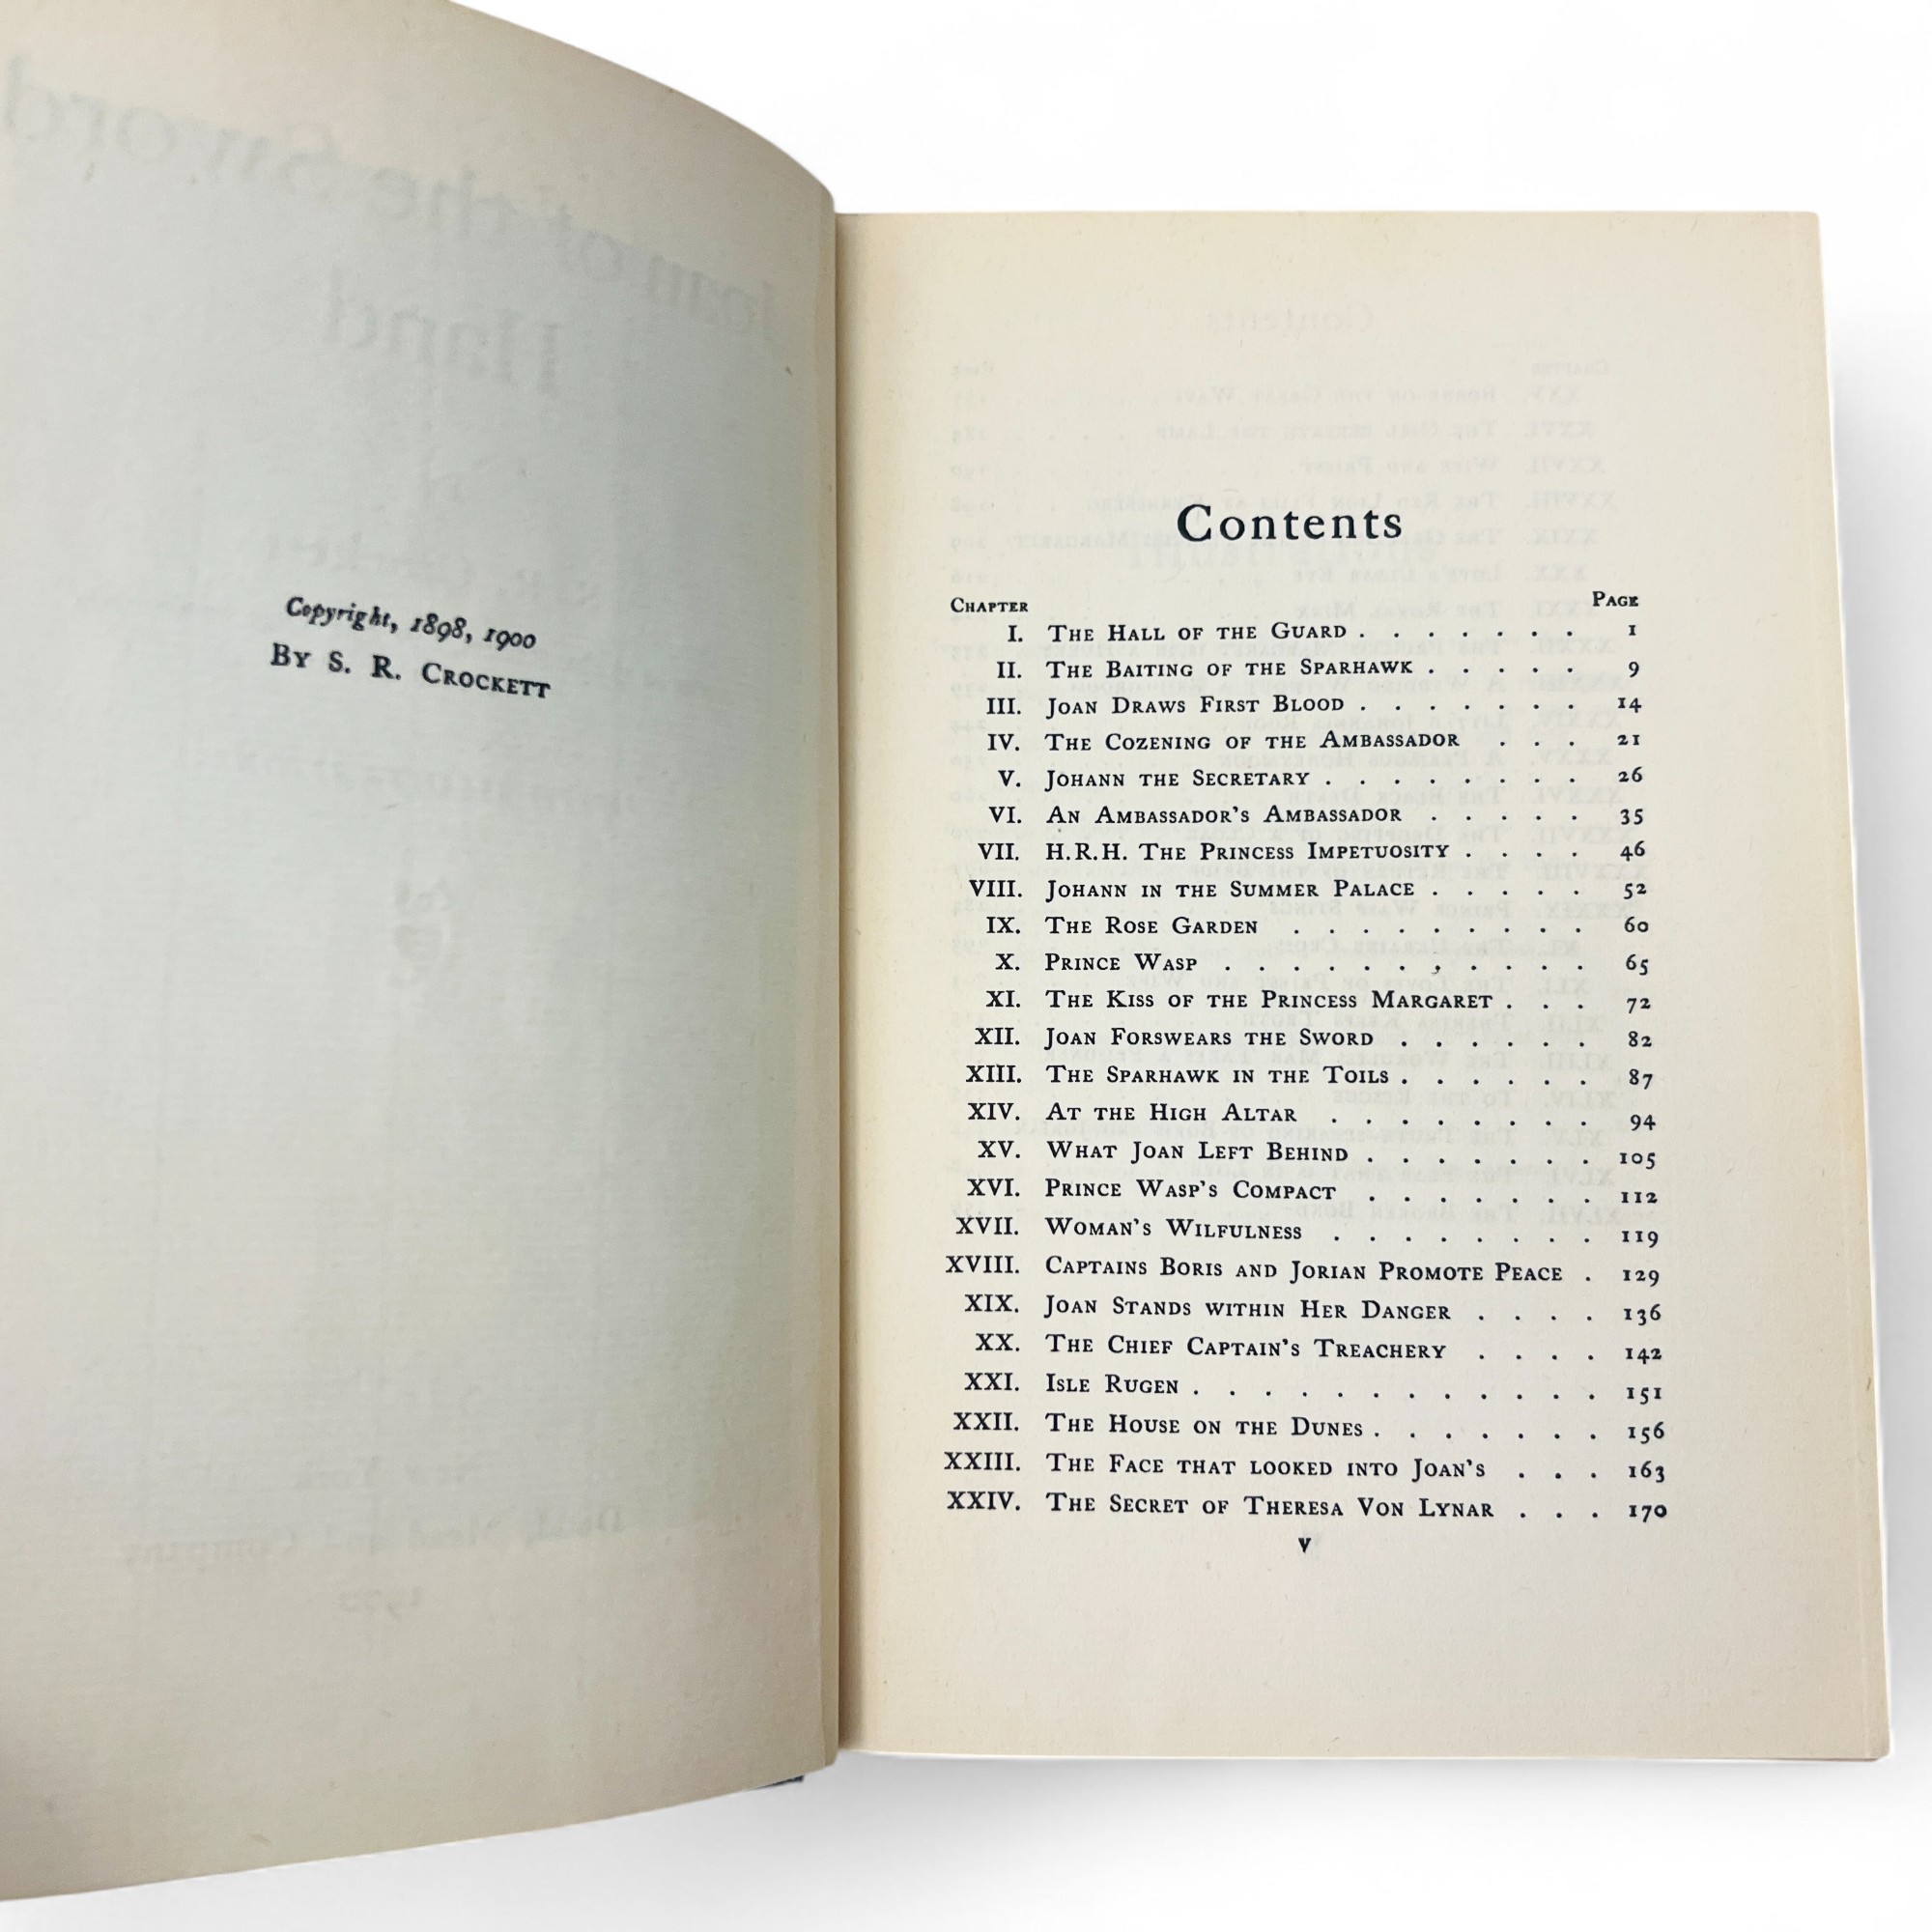 Copyright, 1898, 1900
By S. R. Crockett
Contents
Chapter Page
I. The Hall of the Guard . . . . . . . 1
II. The Baiting of the Sparhawk . . . . . 9
III. Joan Draws First Blood . . . . . . . 14
IV. The Cozening of the Ambassador . . . 21
V. Johann the Secretary . . . . . . . . 26
VI. An Ambassador's Ambassador . . . . . 35
VII. H.R.H. The Princess Impetuosity . . . . 46
VIII. Johann in the Summer Palace . . . . . 52
IX. The Rose Garden . . . . . . . . . 60
X. Prince Wasp . . . . . . . . . . . 65
XI. The Kiss of the Princess Margaret . . . 72
XII. Joan Forswears the Sword . . . . . . 82
XIII. The Sparhawk in the Toils . . . . . . 87
XIV. At the High Altar . . . . . . . . 94
XV. What Joan Left Behind . . . . . . . 105
XVI. Prince Wasp's Compact . . . . . . . 112
XVII. Woman's Wilfulness . . . . . . . . 119
XVIII. Captains Boris and Jorian Promote Peace . 129
XIX. Joan Stands within Her Danger . . . . 136
XX. The Chief Captain's Treachery . . . . 142
XXI. Isle Rugen . . . . . . . . . . . . 151
XXII. The House on the Dunes . . . . . . . 156
XXIII. The Face that looked into Joan's . . . 163
XXIV. The Secret of Theresa Von Lynar . . . 170
v